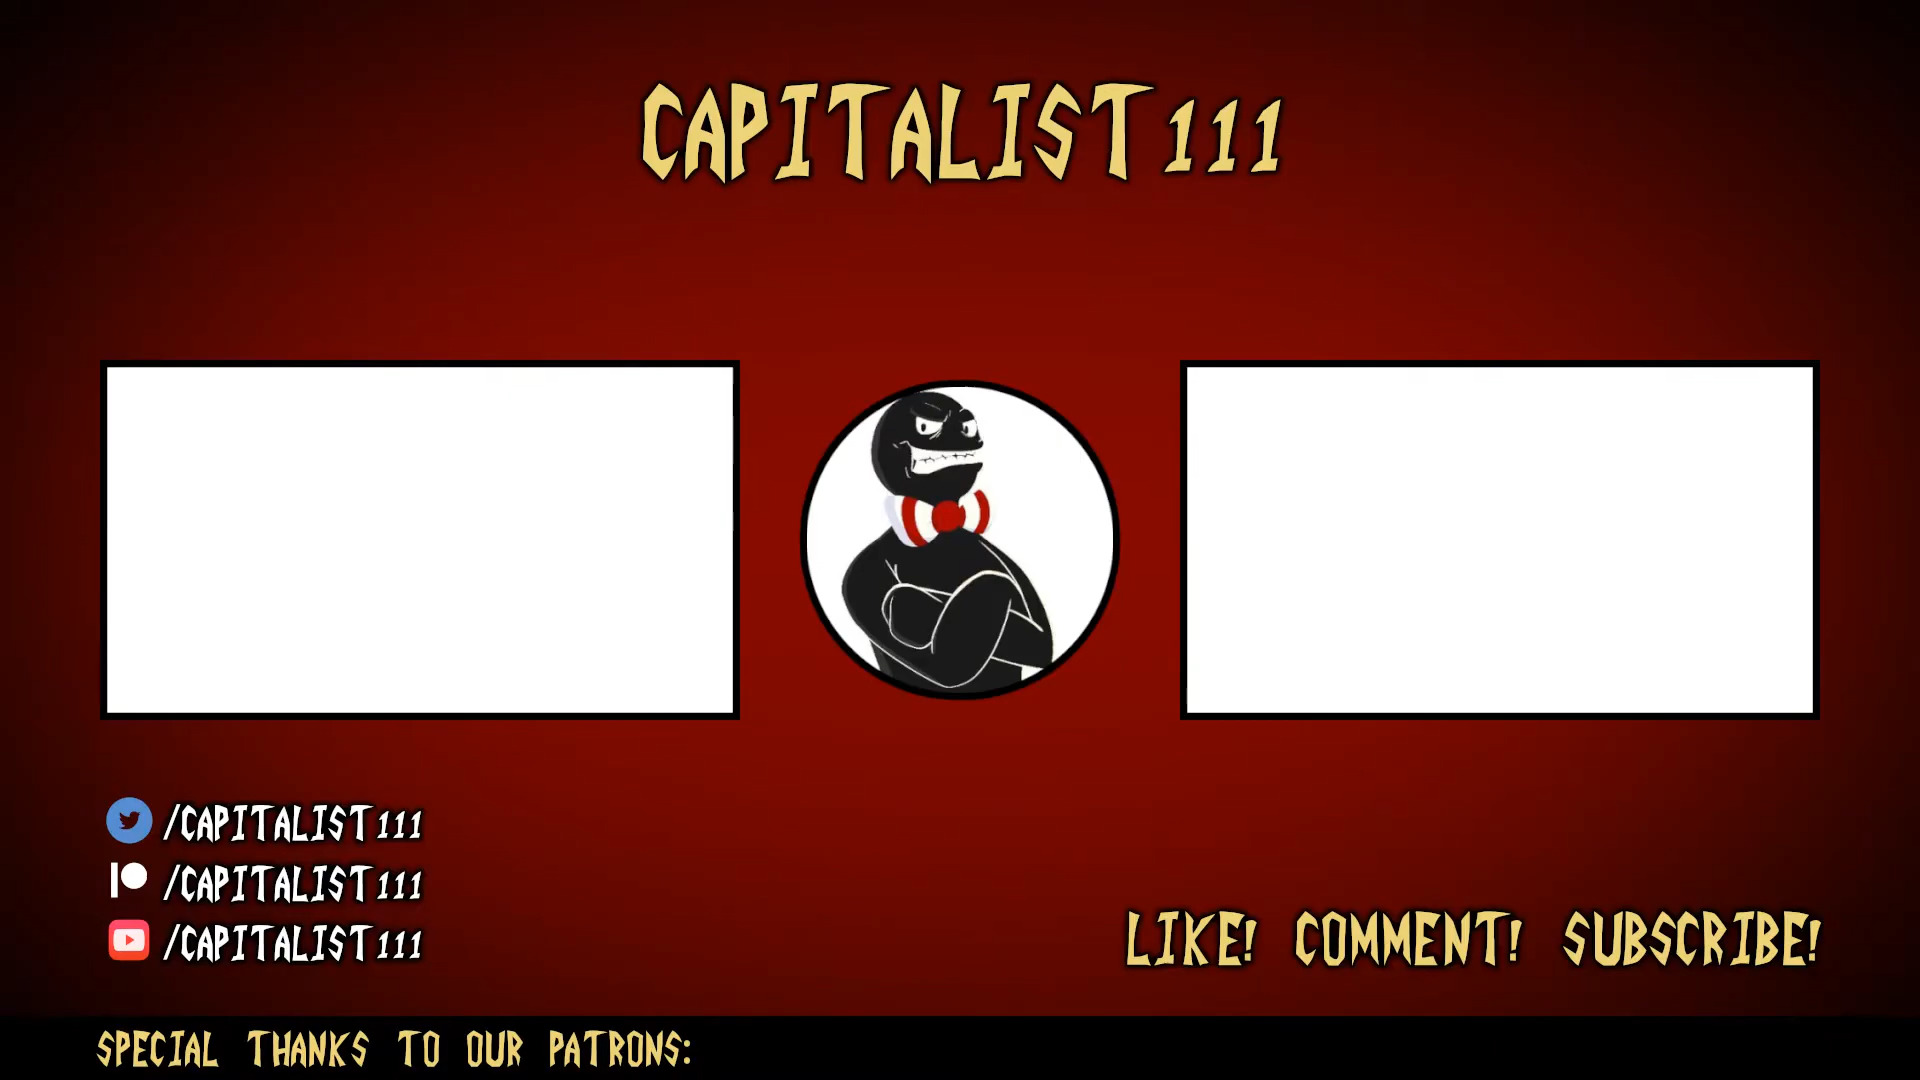 CAPITALIST111
/CAPITALIST111
/CAPITALIST111
/CAPITALIST111
LIKE! COMMENT! SUBSCRIBE!
SPECIAL THANKS TO OUR PATRONS: